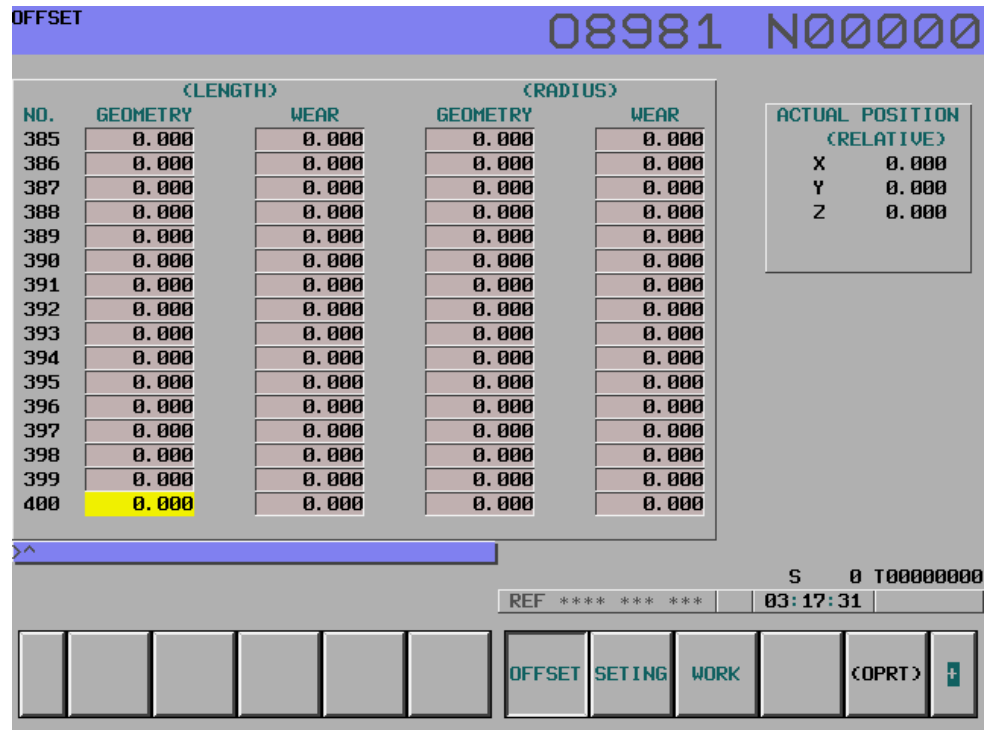 OFFSET O8981 N00000
(LENGTH) (RADIUS)
NO. GEOMETRY WEAR GEOMETRY WEAR ACTUAL POSITION
385 0.000 0.000 0.000 0.000 (RELATIVE)
386 0.000 0.000 0.000 0.000 X 0.000
387 0.000 0.000 0.000 0.000 Y 0.000
388 0.000 0.000 0.000 0.000 Z 0.000
389 0.000 0.000 0.000 0.000
390 0.000 0.000 0.000 0.000
391 0.000 0.000 0.000 0.000
392 0.000 0.000 0.000 0.000
393 0.000 0.000 0.000 0.000
394 0.000 0.000 0.000 0.000
395 0.000 0.000 0.000 0.000
396 0.000 0.000 0.000 0.000
397 0.000 0.000 0.000 0.000
398 0.000 0.000 0.000 0.000
399 0.000 0.000 0.000 0.000
400 0.000 0.000 0.000 0.000
>^
S 0 T00000000
REF **** *** *** 03:17:31
OFFSET SETING WORK (OPRT) +